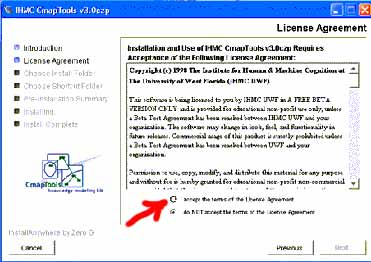 IHMC CmapTools v3.0czp
License Agreement
Introduction
License Agreement
Choose Install Folder
Choose Shortcut Folder
Pre-Installation Summary
Installing...
Install Complete
Installation and Use of IHMC CmapTools v3.0czp Requires
Acceptance of the Following License Agreement:
Copyright (c) 1998 The Institute for Human & Machine Cognition at
The University of West Florida (IHMC UWF)
This software is being licensed to you by IHMC UWF in A FREE BETA
VERSION ONLY and is provided for educational non-profit use only, unless
a Beta Test Agreement has been reached between IHMC UWF and your
organization. The software may change in look, feel, and functionality in
future releases. Commercial usage of this product is strictly prohibited unless
a Beta Test Agreement has been reached between UWF and your
organization.
Permission to use, copy, modify, and distribute this material for any purpose
and without fee is hereby granted for educational non-profit non-commercial
I accept the terms of the License Agreement
I do NOT accept the terms of the License Agreement
CmapTools
knowledge modeling kit
InstallAnywhere by Zero G
Cancel
Previous
Next